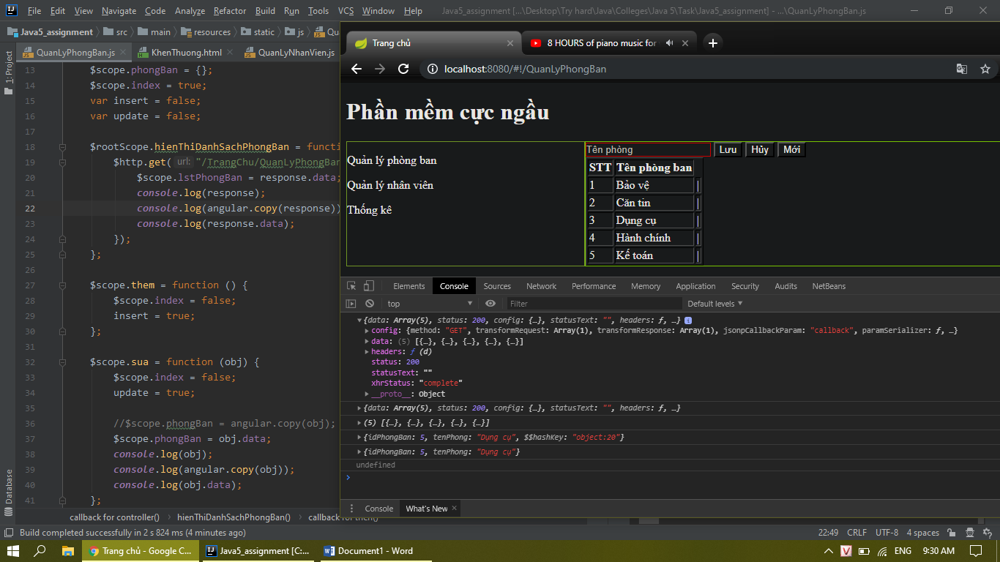 File Edit View Navigate Code Analyze Refactor Build Run Tools VCS Window Help Java5_assignment [...\Desktop\Try hard\Java\Colleges\Java 5\Task\Java5_assignment] - ...\QuanLyPhongBan.js
Java5_assignment src main resources static js Qu
QuanLyPhongBan.js KhenThuong.html QuanLyNhanVien.js
1: Project
Database
13 $scope.phongBan = {};
14 $scope.index = true;
15 var insert = false;
16 var update = false;
17
18 $rootScope.hienThiDanhSachPhongBan = functi
19 $http.get( url: "/TrangChu/QuanLyPhongBan
20 $scope.lstPhongBan = response.data;
21 console.log(response);
22 console.log(angular.copy(response))
23 console.log(response.data);
24 });
25 };
26
27 $scope.them = function () {
28 $scope.index = false;
29 insert = true;
30 };
31
32 $scope.sua = function (obj) {
33 $scope.index = false;
34 update = true;
35
36 //$scope.phongBan = angular.copy(obj);
37 $scope.phongBan = obj.data;
38 console.log(obj);
39 console.log(angular.copy(obj));
40 console.log(obj.data);
41 };
callback for controller() hienThiDanhSachPhongBan() callback for then()
Trang chủ 8 HOURS of piano music for
localhost:8080/#!/QuanLyPhongBan
Phần mềm cực ngầu
Quản lý phòng ban
Quản lý nhân viên
Thống kê
Tên phòng Lưu Hủy Mới
STT Tên phòng ban
1 Bảo vệ |
2 Căn tin |
3 Dụng cụ |
4 Hành chính |
5 Kế toán |
Elements Console Sources Network Performance Memory Application Security Audits NetBeans
top Filter Default levels
{data: Array(5), status: 200, config: {…}, statusText: "", headers: ƒ, …} i
config: {method: "GET", transformRequest: Array(1), transformResponse: Array(1), jsonpCallbackParam: "callback", paramSerializer: ƒ, …}
data: (5) [{…}, {…}, {…}, {…}, {…}]
headers: ƒ (d)
status: 200
statusText: ""
xhrStatus: "complete"
__proto__: Object
{data: Array(5), status: 200, config: {…}, statusText: "", headers: ƒ, …}
(5) [{…}, {…}, {…}, {…}, {…}]
{idPhongBan: 5, tenPhong: "Dụng cụ", $$hashKey: "object:20"}
{idPhongBan: 5, tenPhong: "Dụng cụ"}
undefined
Console What's New
Build completed successfully in 2 s 824 ms (4 minutes ago) 22:49 CRLF UTF-8 4 spaces
Trang chủ - Google C... Java5_assignment [C:... Document1 - Word V ENG 9:30 AM